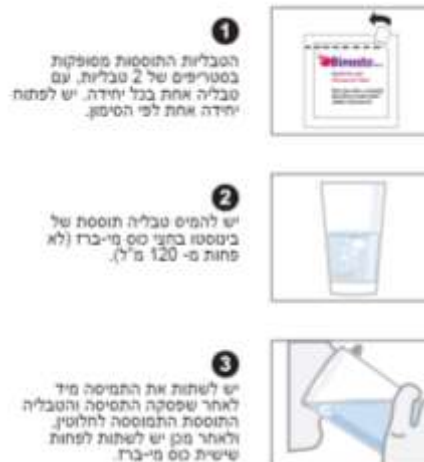 1
הטבליות התוססות מסופקות
בסטריפים של 2 טבליות, עם
טבליה אחת בכל יחידה. יש לפתוח
יחידה אחת לפי הסימון.
Binosto
2
יש להמיס טבליה תוססת של
בינוסטו בחצי כוס מי-ברז (לא
פחות מ- 120 מ"ל).
3
יש לשתות את התמיסה מיד
לאחר שפסקה התסיסה והטבליה
התוססת התמוססה לחלוטין,
ולאחר מכן יש לשתות לפחות
שישית כוס מי-ברז.